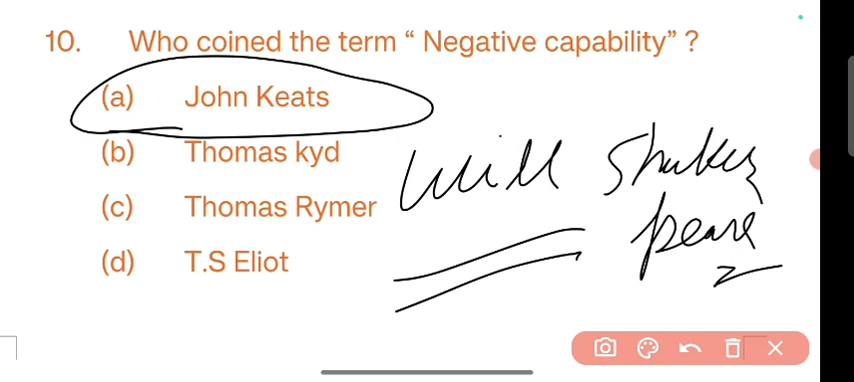 10. Who coined the term “ Negative capability” ?
(a) John Keats
(b) Thomas kyd
(c) Thomas Rymer
(d) T.S Eliot
will Shakes
peare